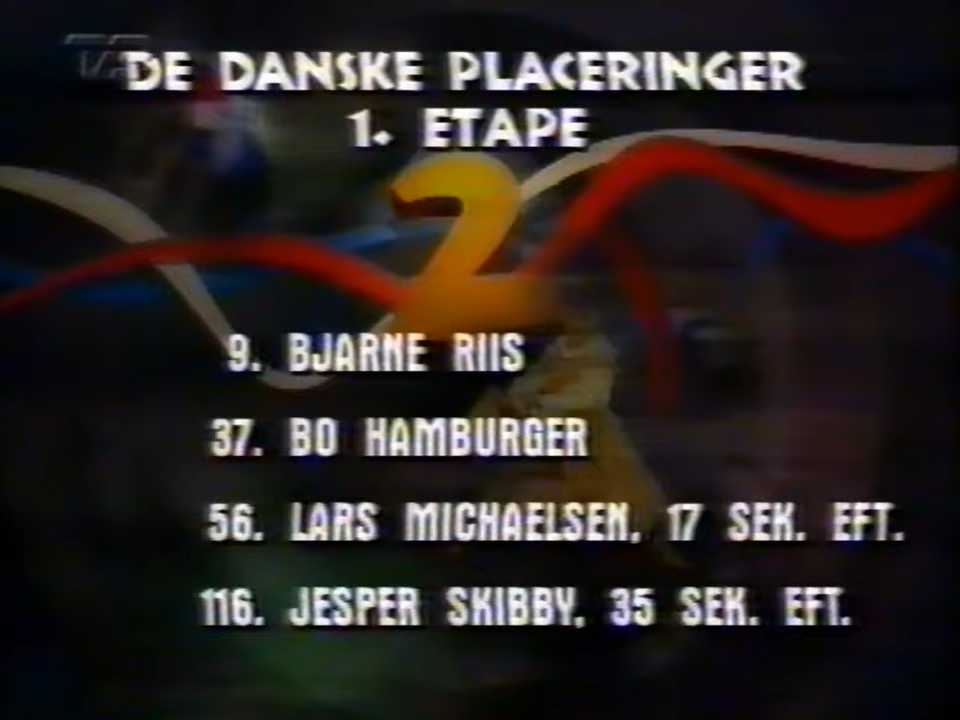 DE DANSKE PLACERINGER
1. ETAPE
2
9. BJARNE RIIS
37. BO HAMBURGER
56. LARS MICHAELSEN, 17 SEK. EFT.
116. JESPER SKIBBY, 35 SEK. EFT.